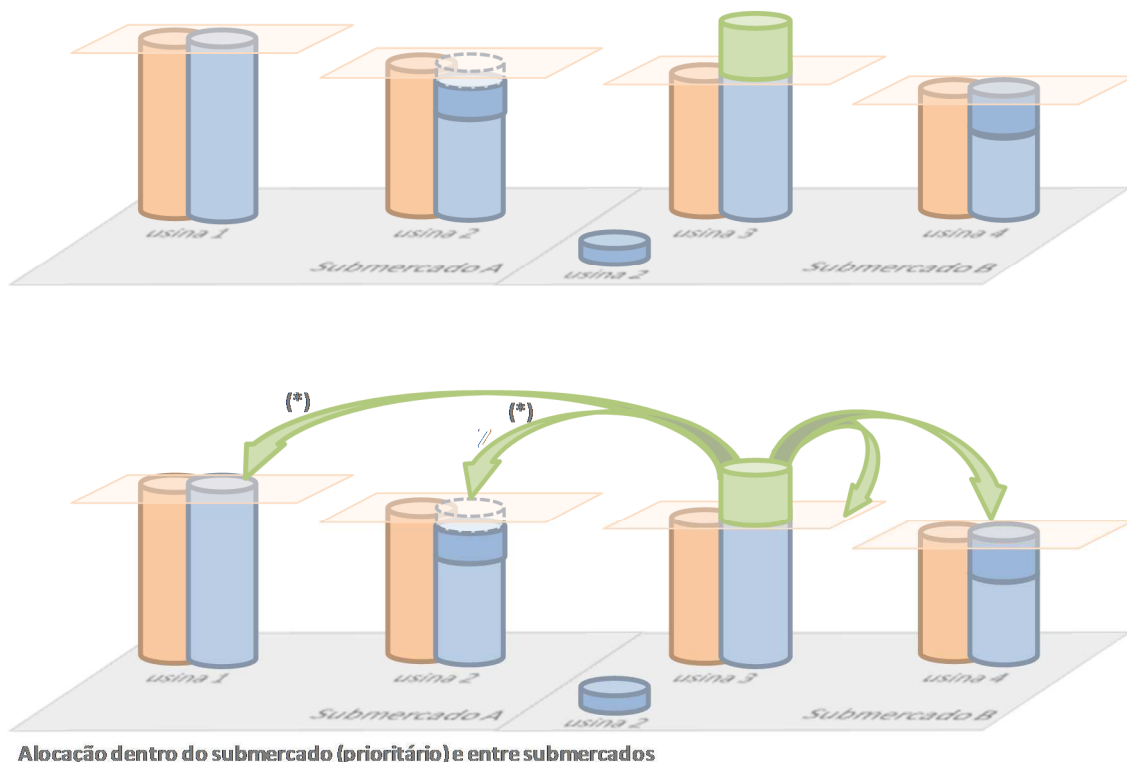 usina 1
usina 2
usina 3
usina 4
Submercado A
usina 2
Submercado B
(*)
(*)
usina 1
usina 2
usina 3
usina 4
Submercado A
usina 2
Submercado B
Alocação dentro do submercado (prioritário) e entre submercados